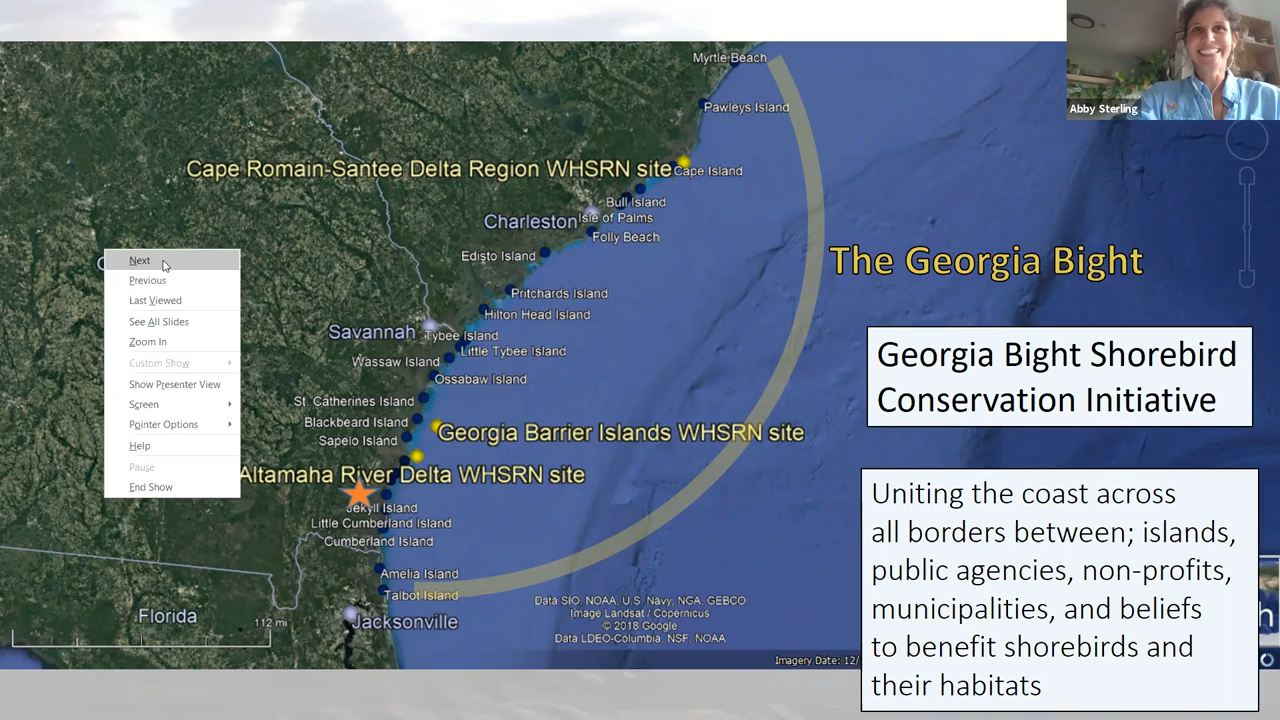 Myrtle Beach
Abby Sterling
Pawleys Island
Cape Romain-Santee Delta Region WHSRN site
Cape Island
Bull Island
Charleston
Isle of Palms
Folly Beach
Edisto Island
The Georgia Bight
Next
Previous
Last Viewed
See All Slides
Zoom In
Custom Show
Show Presenter View
Screen
Pointer Options
Help
Pause
End Show
Pritchards Island
Hilton Head Island
Savannah
Tybee Island
Little Tybee Island
Wassaw Island
Ossabaw Island
Georgia Bight Shorebird
Conservation Initiative
St. Catherines Island
Blackbeard Island
Sapelo Island
Georgia Barrier Islands WHSRN site
Altamaha River Delta WHSRN site
Jekyll Island
Little Cumberland Island
Cumberland Island
Amelia Island
Talbot Island
Florida
112 mi
Jacksonville
Uniting the coast across
all borders between; islands,
public agencies, non-profits,
municipalities, and beliefs
to benefit shorebirds and
their habitats
Data SIO, NOAA, U.S. Navy, NGA, GEBCO
Image Landsat / Copernicus
© 2018 Google
Data LDEO-Columbia, NSF, NOAA
Imagery Date: 12/